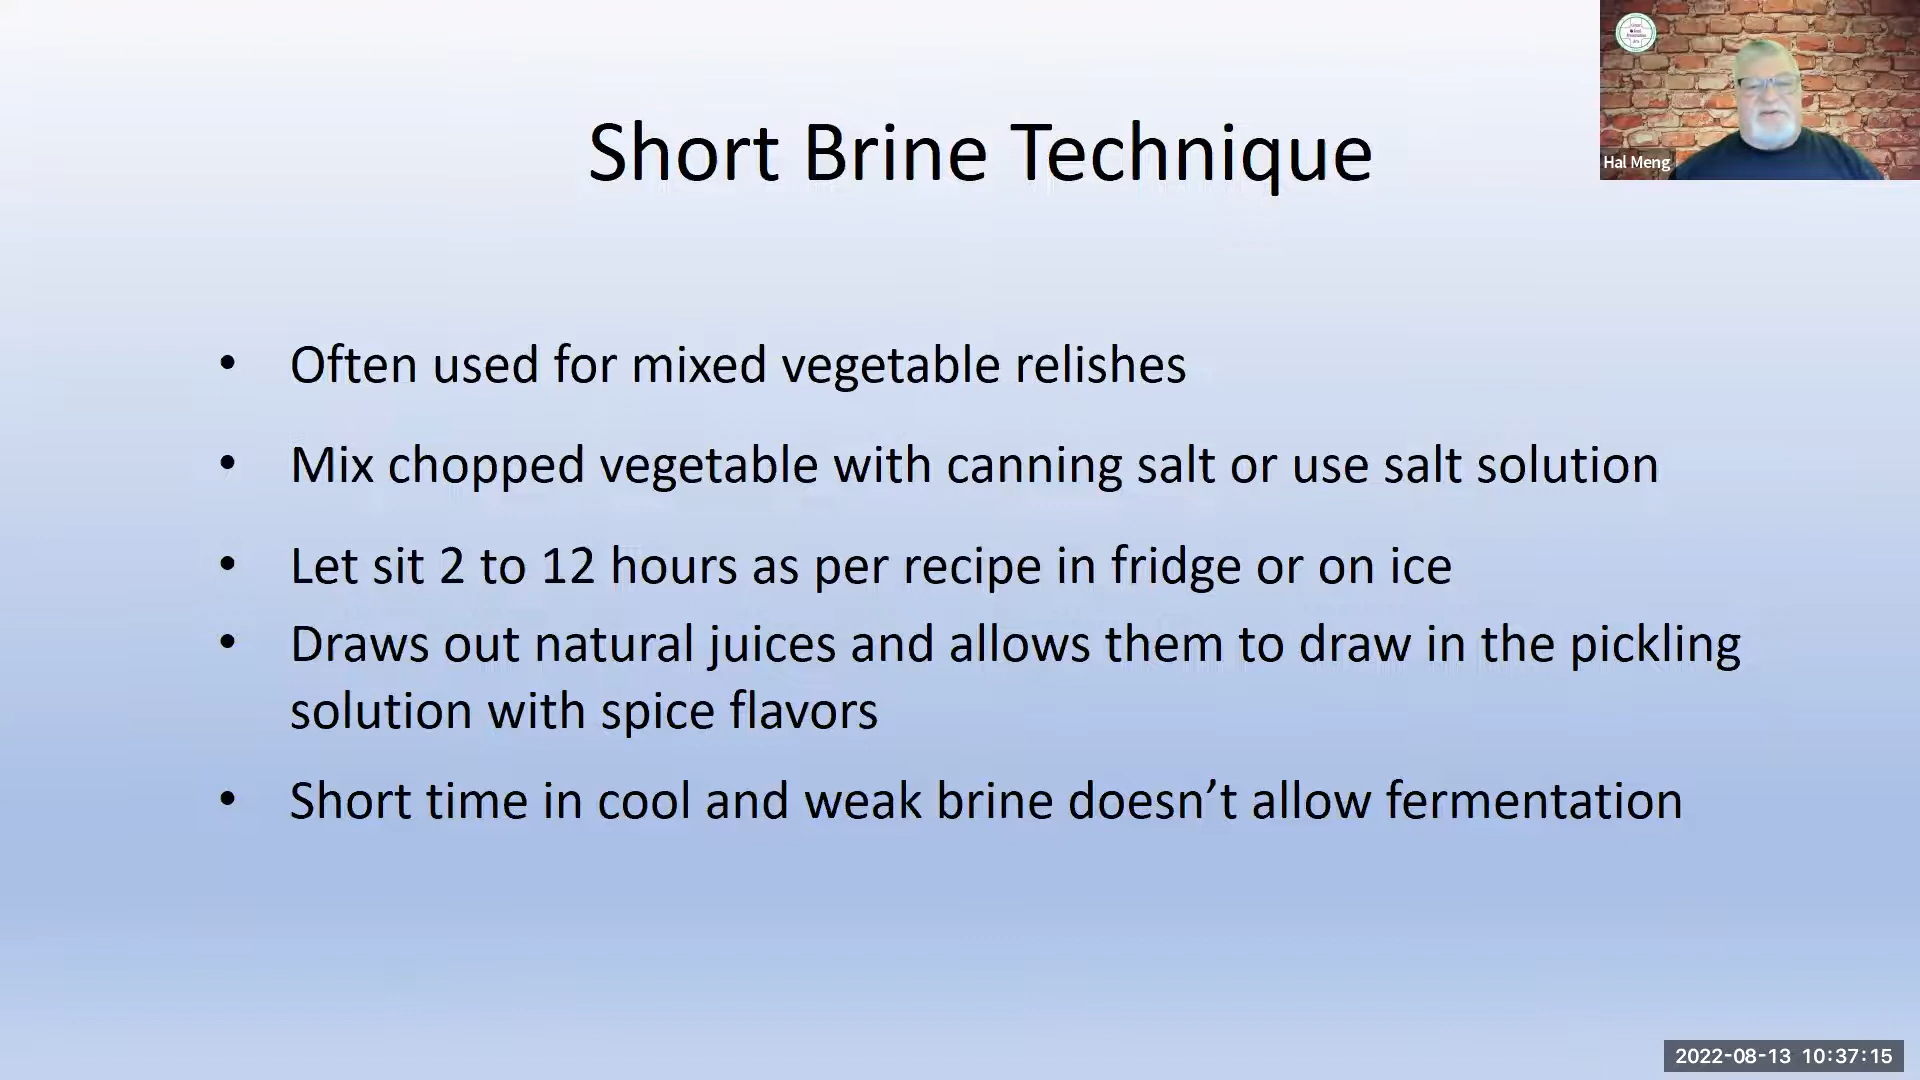 Short Brine Technique
Hal Meng
• Often used for mixed vegetable relishes
• Mix chopped vegetable with canning salt or use salt solution
• Let sit 2 to 12 hours as per recipe in fridge or on ice
• Draws out natural juices and allows them to draw in the pickling
solution with spice flavors
• Short time in cool and weak brine doesn’t allow fermentation
2022-08-13 10:37:15